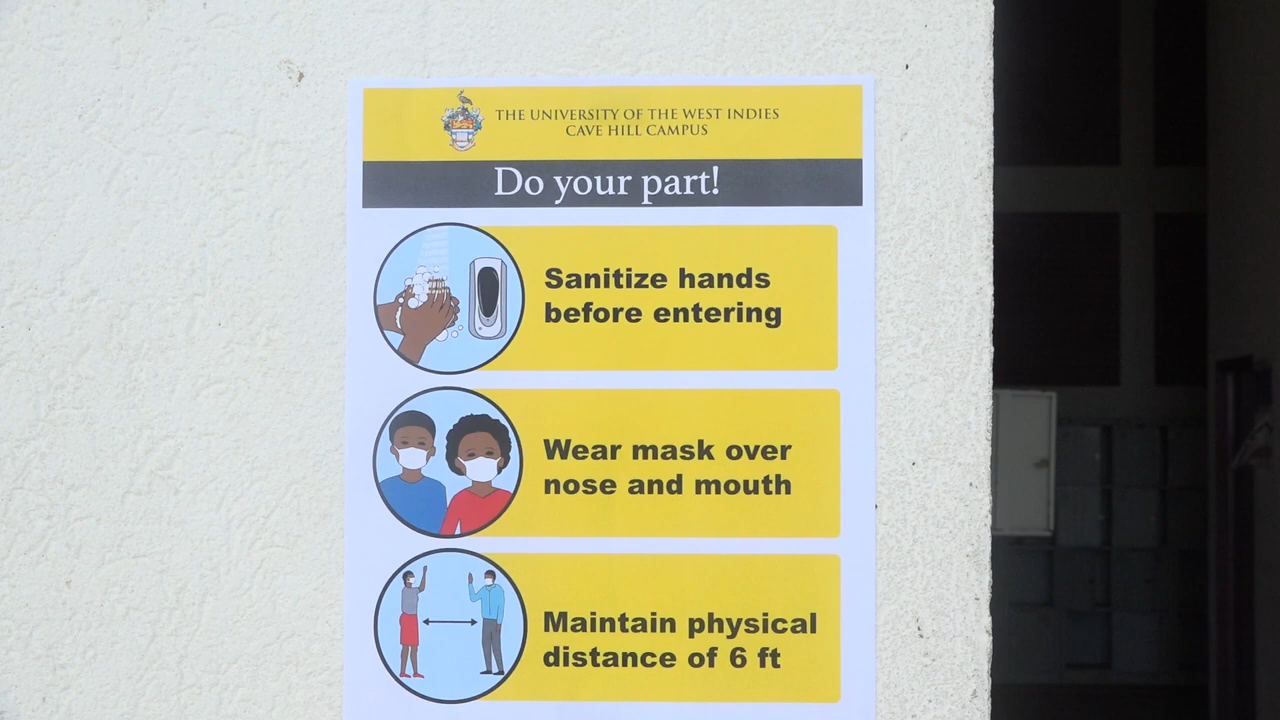 THE UNIVERSITY OF THE WEST INDIES
CAVE HILL CAMPUS
Do your part!
Sanitize hands
before entering
Wear mask over
nose and mouth
Maintain physical
distance of 6 ft